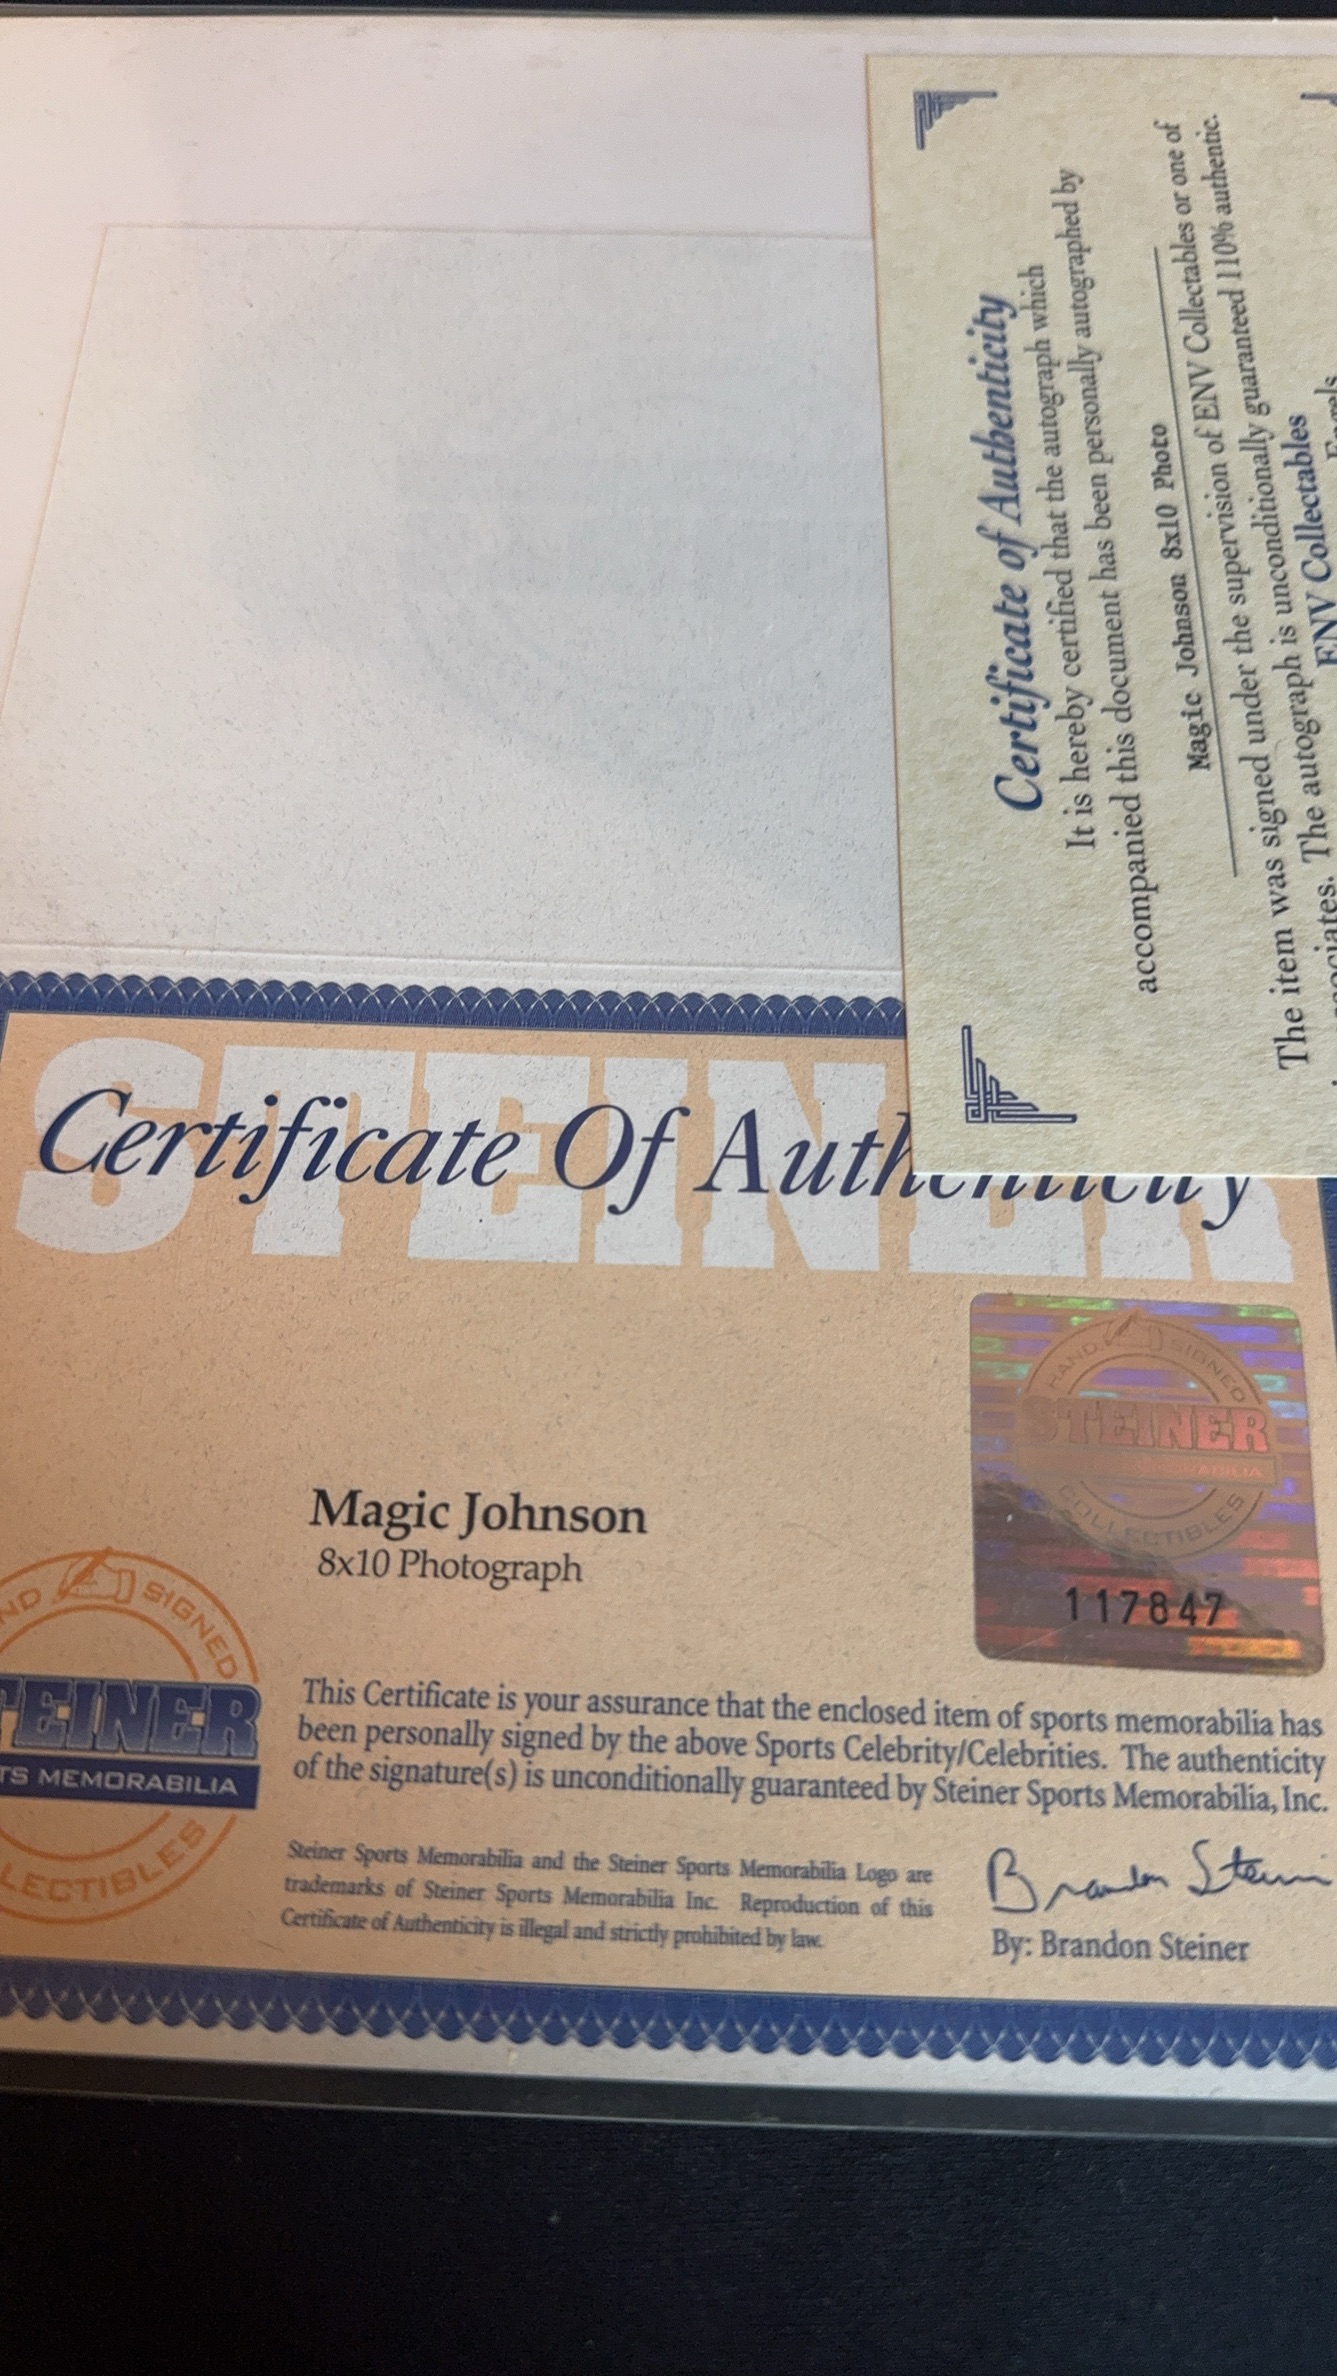 Certificate of Authenticity
It is hereby certified that the autograph which
accompanied this document has been personally autographed by
Magic Johnson 8x10 Photo
The item was signed under the supervision of ENV Collectables or one of
The autograph is unconditionally guaranteed 110% authentic.
ENV Collectables
STEINER
Certificate Of Authenticity
HAND SIGNED
STEINER
COLLECTIBLES
117847
Magic Johnson
8x10 Photograph
SIGNED
TEINER
TS MEMORABILIA
LECTIBLES
This Certificate is your assurance that the enclosed item of sports memorabilia has
been personally signed by the above Sports Celebrity/Celebrities. The authenticity
of the signature(s) is unconditionally guaranteed by Steiner Sports Memorabilia, Inc.
Steiner Sports Memorabilia and the Steiner Sports Memorabilia Logo are
trademarks of Steiner Sports Memorabilia Inc. Reproduction of this
Certificate of Authenticity is illegal and strictly prohibited by law.
Brandon Steiner
By: Brandon Steiner